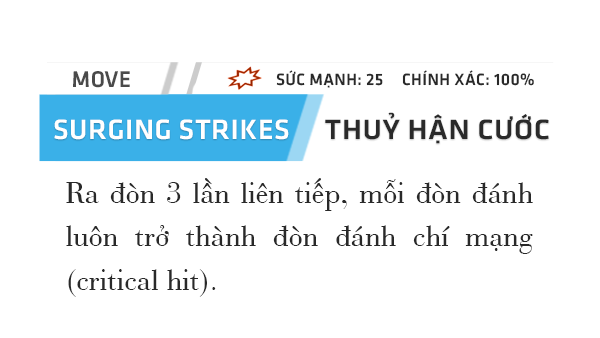 MOVE
SỨC MẠNH: 25 CHÍNH XÁC: 100%
SURGING STRIKES THUỶ HẬN CƯỚC
Ra đòn 3 lần liên tiếp, mỗi đòn đánh
luôn trở thành đòn đánh chí mạng
(critical hit).